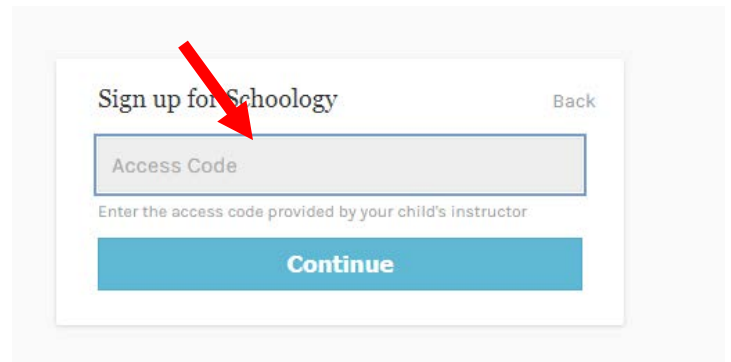 Sign up for Schoology Back
Access Code
Enter the access code provided by your child's instructor
Continue